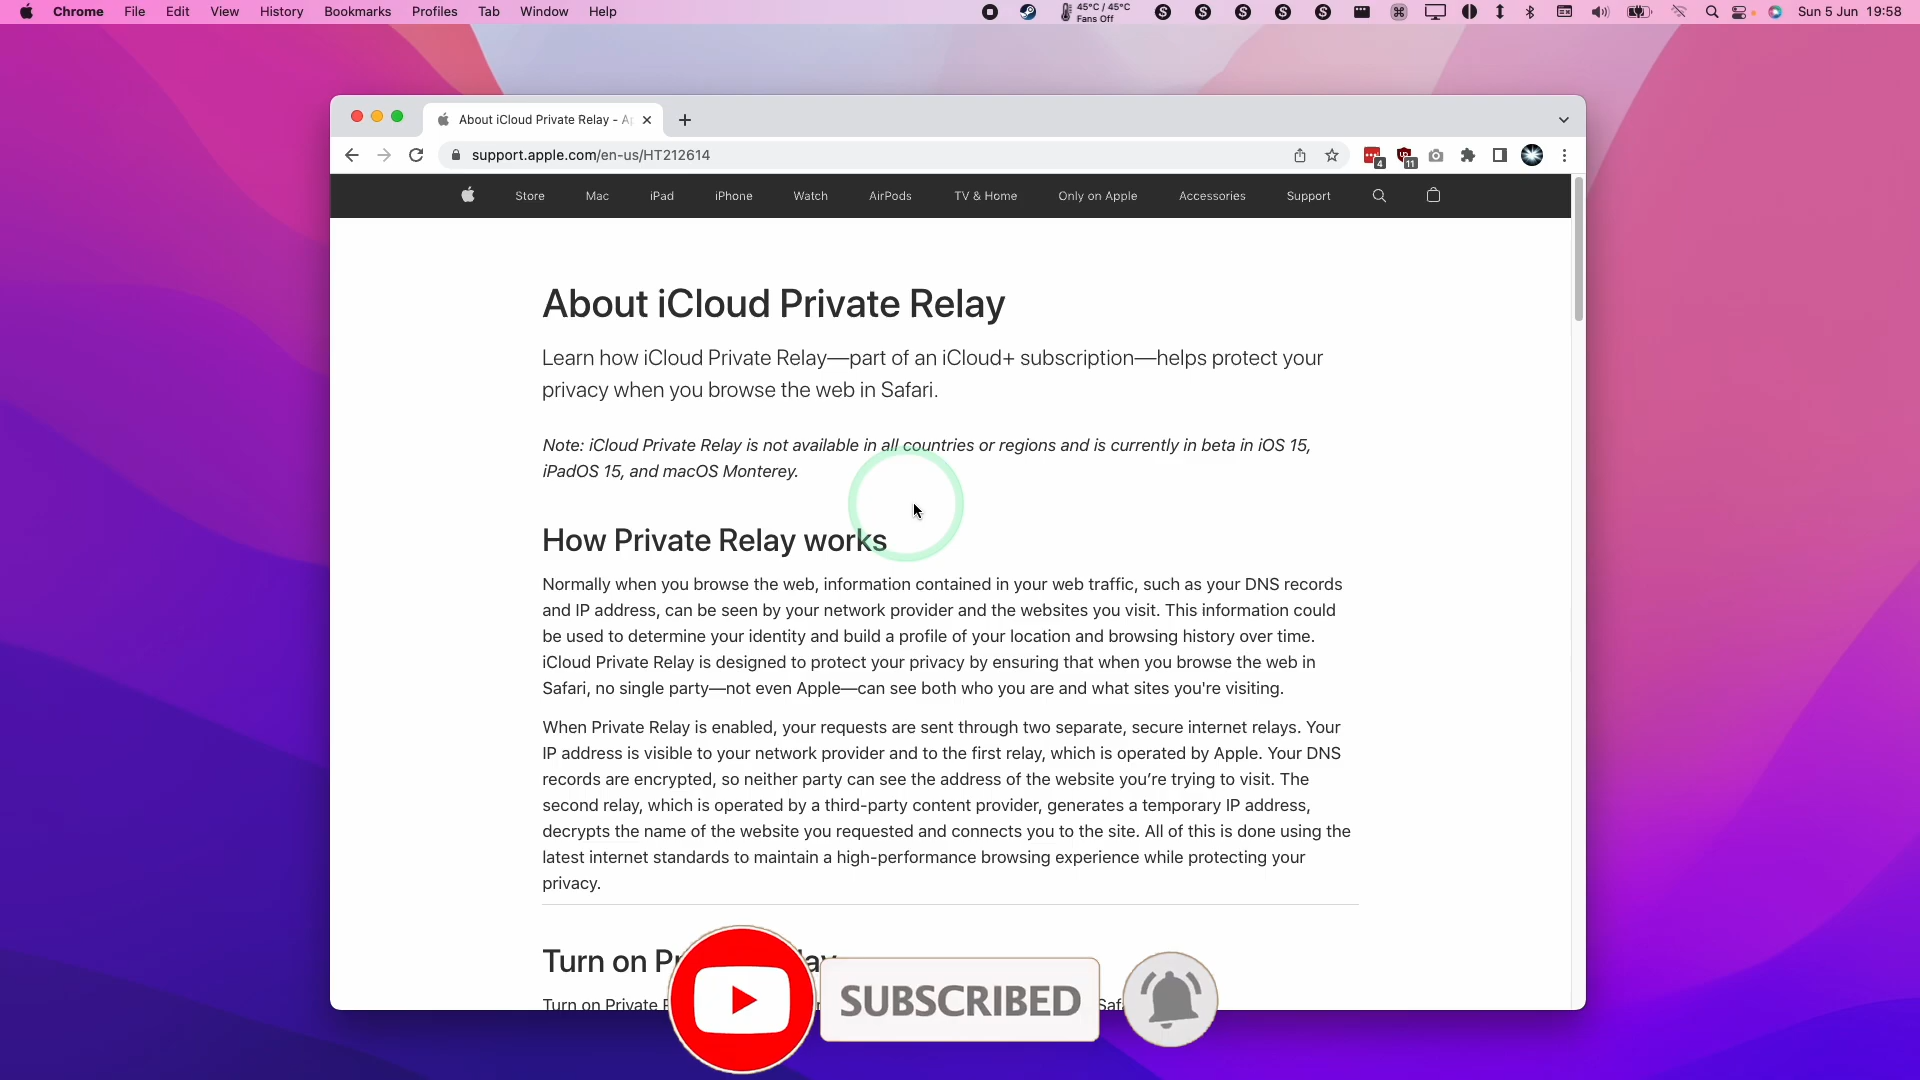 Chrome File Edit View History Bookmarks Profiles Tab Window Help 45°C / 45°C Sun 5 Jun 19:58
Fans Off
About iCloud Private Relay - Ap
support.apple.com/en-us/HT212614 4 11
Store Mac iPad iPhone Watch AirPods TV & Home Only on Apple Accessories Support
About iCloud Private Relay
Learn how iCloud Private Relay—part of an iCloud+ subscription—helps protect your
privacy when you browse the web in Safari.
Note: iCloud Private Relay is not available in all countries or regions and is currently in beta in iOS 15,
iPadOS 15, and macOS Monterey.
How Private Relay works
Normally when you browse the web, information contained in your web traffic, such as your DNS records
and IP address, can be seen by your network provider and the websites you visit. This information could
be used to determine your identity and build a profile of your location and browsing history over time.
iCloud Private Relay is designed to protect your privacy by ensuring that when you browse the web in
Safari, no single party—not even Apple—can see both who you are and what sites you're visiting.
When Private Relay is enabled, your requests are sent through two separate, secure internet relays. Your
IP address is visible to your network provider and to the first relay, which is operated by Apple. Your DNS
records are encrypted, so neither party can see the address of the website you’re trying to visit. The
second relay, which is operated by a third-party content provider, generates a temporary IP address,
decrypts the name of the website you requested and connects you to the site. All of this is done using the
latest internet standards to maintain a high-performance browsing experience while protecting your
privacy.
Turn on
Turn on Private
SUBSCRIBED